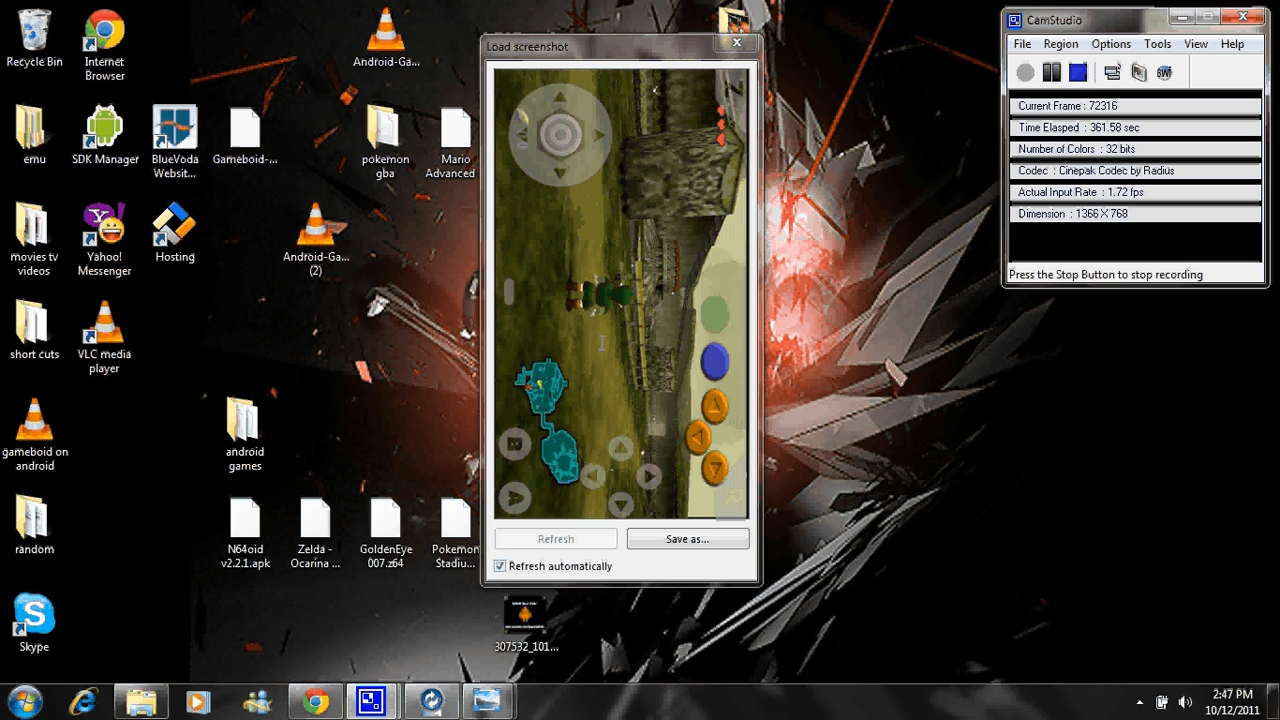 Recycle Bin
Internet
Browser
Android-Ga...
emu
SDK Manager
BlueVoda
Websit...
Gameboid-...
pokemon
gba
Mario
Advanced
movies tv
videos
Yahoo!
Messenger
Hosting
Android-Ga...
(2)
short cuts
VLC media
player
gameboid on
android
android
games
random
N64oid
v2.2.1.apk
Zelda -
Ocarina ...
GoldenEye
007.z64
Pokemon
Stadiu...
Skype
307532_101...
Load screenshot
B
A
Refresh
Save as...
Refresh automatically
CamStudio
File Region Options Tools View Help
Current Frame : 72316
Time Elasped : 361.58 sec
Number of Colors : 32 bits
Codec : Cinepak Codec by Radius
Actual Input Rate : 1.72 fps
Dimension : 1366 X 768
Press the Stop Button to stop recording
2:47 PM
10/12/2011